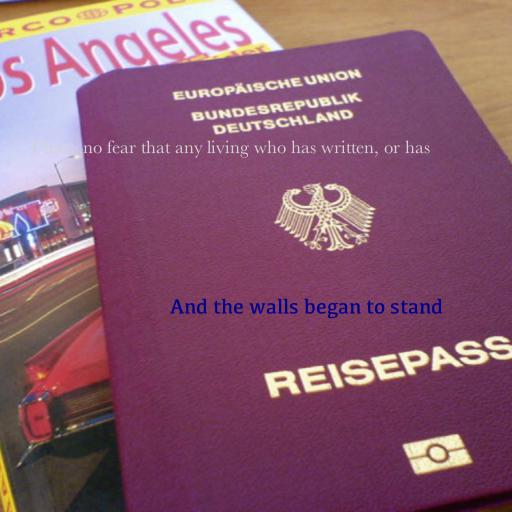 RCO POL
os Angeles
EUROPÄISCHE UNION
BUNDESREPUBLIK
DEUTSCHLAND
no fear that any living who has written, or has
And the walls began to stand
REISEPASS